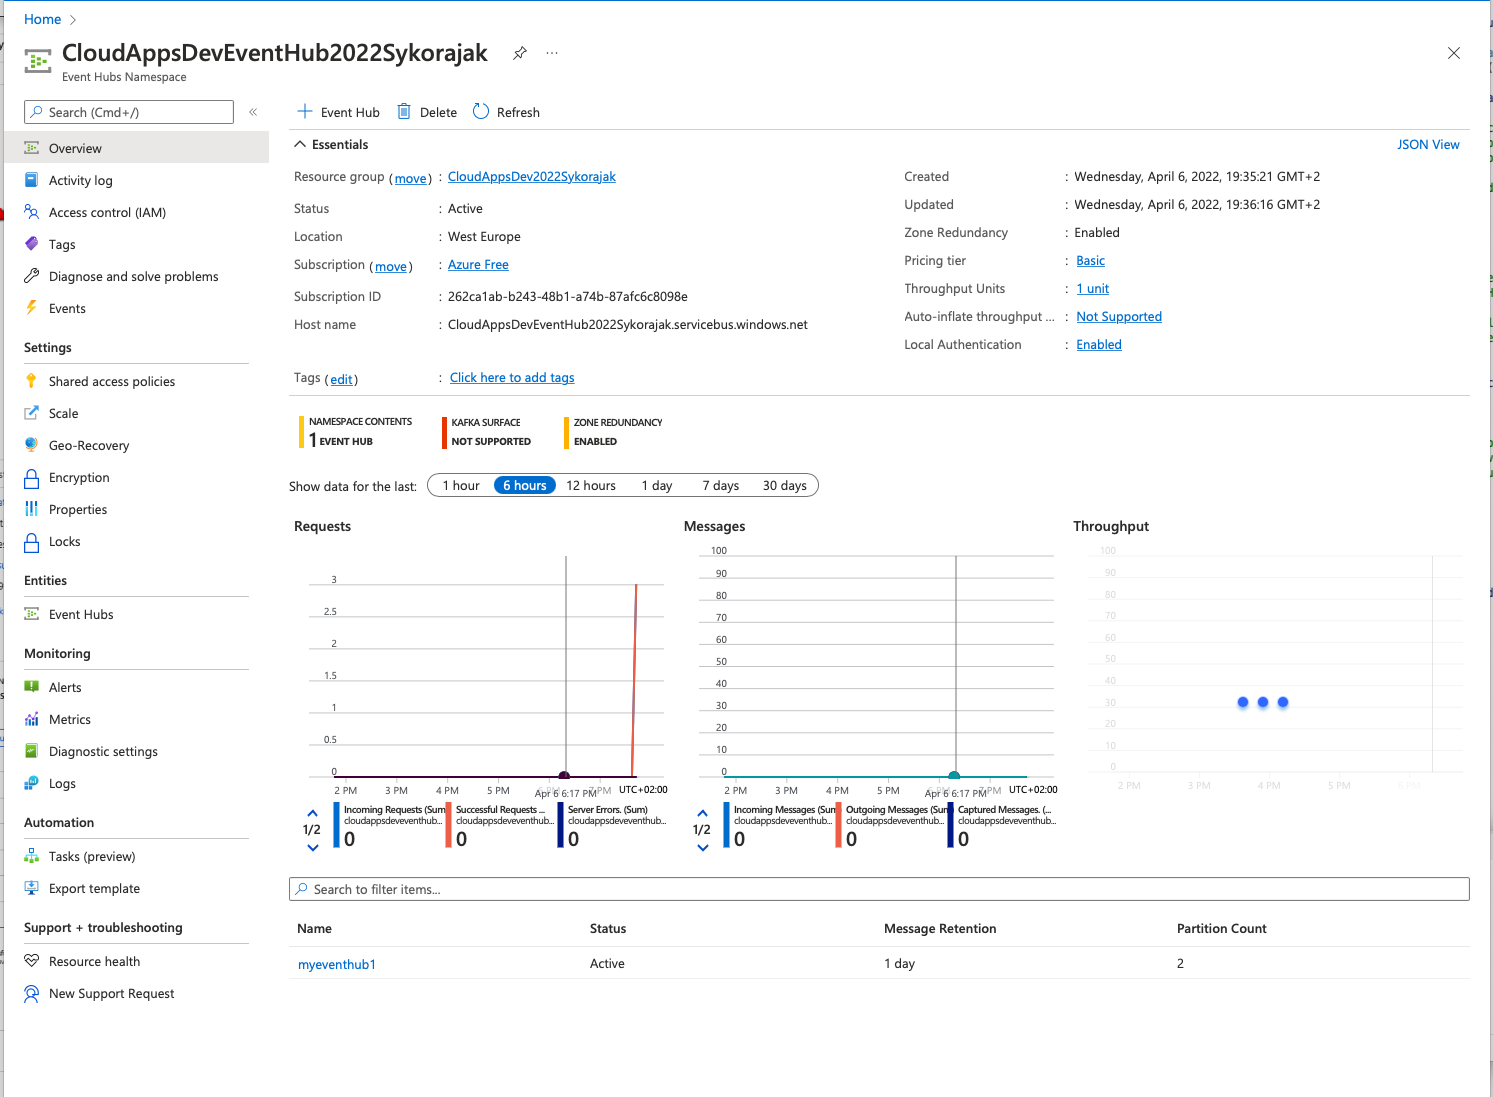 Home
CloudAppsDevEventHub2022Sykorajak
Event Hubs Namespace
Search (Cmd+/)
Overview
Activity log
Access control (IAM)
Tags
Diagnose and solve problems
Events
Settings
Shared access policies
Scale
Geo-Recovery
Encryption
Properties
Locks
Entities
Event Hubs
Monitoring
Alerts
Metrics
Diagnostic settings
Logs
Automation
Tasks (preview)
Export template
Support + troubleshooting
Resource health
New Support Request
Event Hub Delete Refresh
Essentials
JSON View
Resource group (move) : CloudAppsDev2022Sykorajak
Status : Active
Location : West Europe
Subscription (move) : Azure Free
Subscription ID : 262ca1ab-b243-48b1-a74b-87afc6c8098e
Host name : CloudAppsDevEventHub2022Sykorajak.servicebus.windows.net
Tags (edit) : Click here to add tags
Created : Wednesday, April 6, 2022, 19:35:21 GMT+2
Updated : Wednesday, April 6, 2022, 19:36:16 GMT+2
Zone Redundancy : Enabled
Pricing tier : Basic
Throughput Units : 1 unit
Auto-inflate throughput ... : Not Supported
Local Authentication : Enabled
NAMESPACE CONTENTS
1 EVENT HUB
KAFKA SURFACE
NOT SUPPORTED
ZONE REDUNDANCY
ENABLED
Show data for the last: 1 hour 6 hours 12 hours 1 day 7 days 30 days
Requests
3
2.5
2
1.5
1
0.5
0
2 PM 3 PM 4 PM 5 PM Apr 6 6:17 PM 7 PM UTC+02:00
1/2
Incoming Requests (Sum)
cloudappsdeveventhub...
0
Successful Requests ...
cloudappsdeveventhub...
0
Server Errors. (Sum)
cloudappsdeveventhub...
0
Messages
100
90
80
70
60
50
40
30
20
10
0
2 PM 3 PM 4 PM 5 PM Apr 6 6:17 PM 7 PM UTC+02:00
1/2
Incoming Messages (Sum
cloudappsdeveventhub...
0
Outgoing Messages (Sum
cloudappsdeveventhub...
0
Captured Messages. (...
cloudappsdeveventhub...
0
Throughput
100
90
80
70
60
50
40
30
20
10
0
2 PM 3 PM 4 PM 5 PM 6 PM
Search to filter items...
Name Status Message Retention Partition Count
myeventhub1 Active 1 day 2